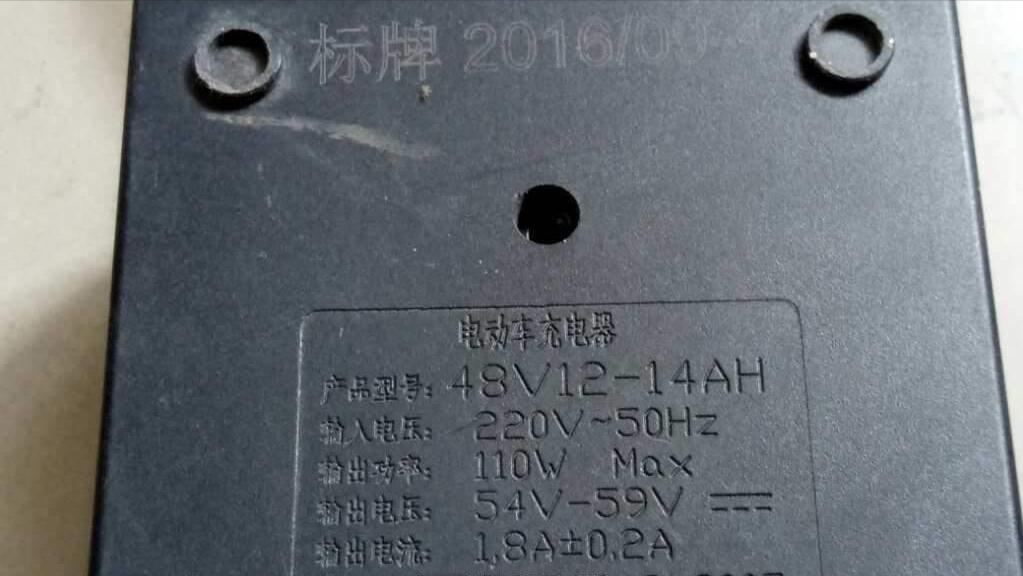 标牌 2016/09
电动车充电器
产品型号: 48V12-14AH
输入电压: 220V~50Hz
输出功率: 110W Max
输出电压: 54V-59V
输出电流: 1.8A±0.2A